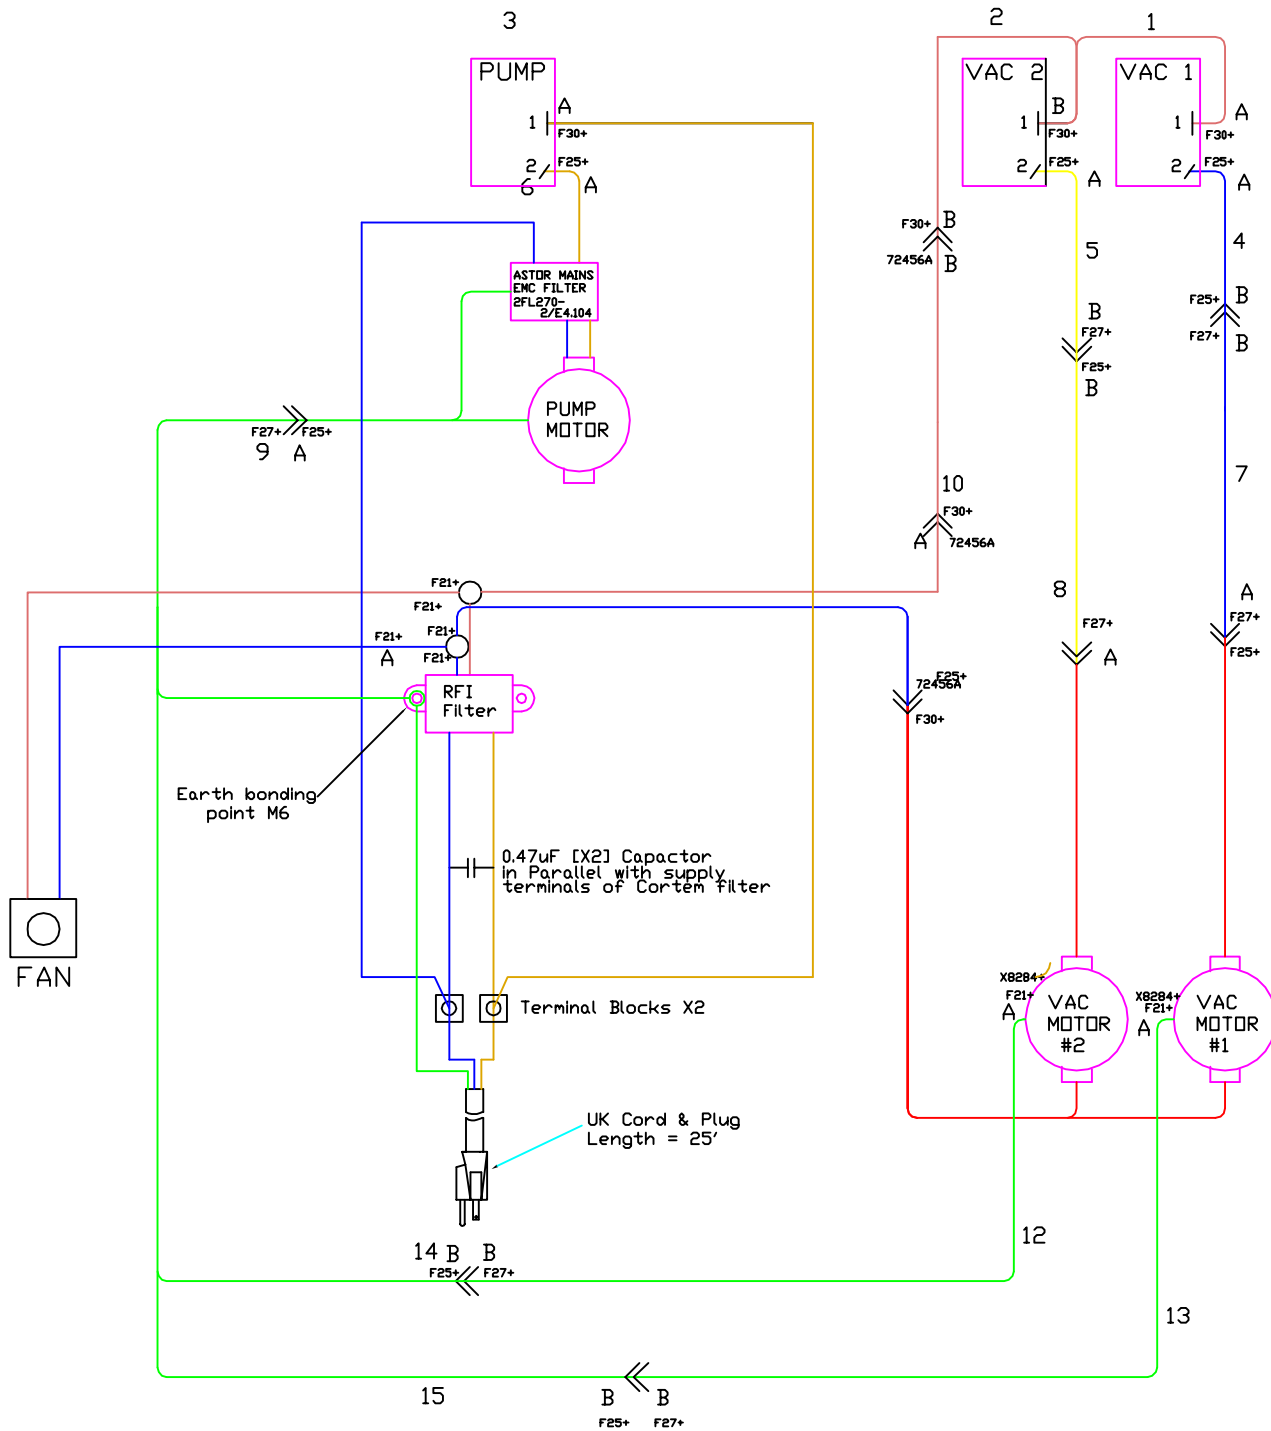 3
2
1
PUMP
VAC 2
VAC 1
A
1
F30+
2
F25+
6
A
B
1
F30+
2
F25+
A
A
1
F30+
2
F25+
A
F30+
B
72456A
B
5
4
ASTOR MAINS
EMC FILTER
2FL270-
2/E4.104
B
F27+
F25+
B
F25+
B
F27+
B
PUMP
MOTOR
F27+
F25+
9
A
7
10
F30+
A
72456A
F21+
F21+
8
F27+
A
A
F27+
F25+
F21+
A
F21+
F21+
F25+
72456A
F30+
RFI
Filter
Earth bonding
point M6
0.47uF [X2] Capactor
in Parallel with supply
terminals of Cortem filter
FAN
Terminal Blocks X2
X8284+
F21+
A
VAC
MOTOR
#2
X8284+
F21+
A
VAC
MOTOR
#1
UK Cord & Plug
Length = 25'
12
14
B
B
F25+
F27+
13
15
B
B
F25+
F27+